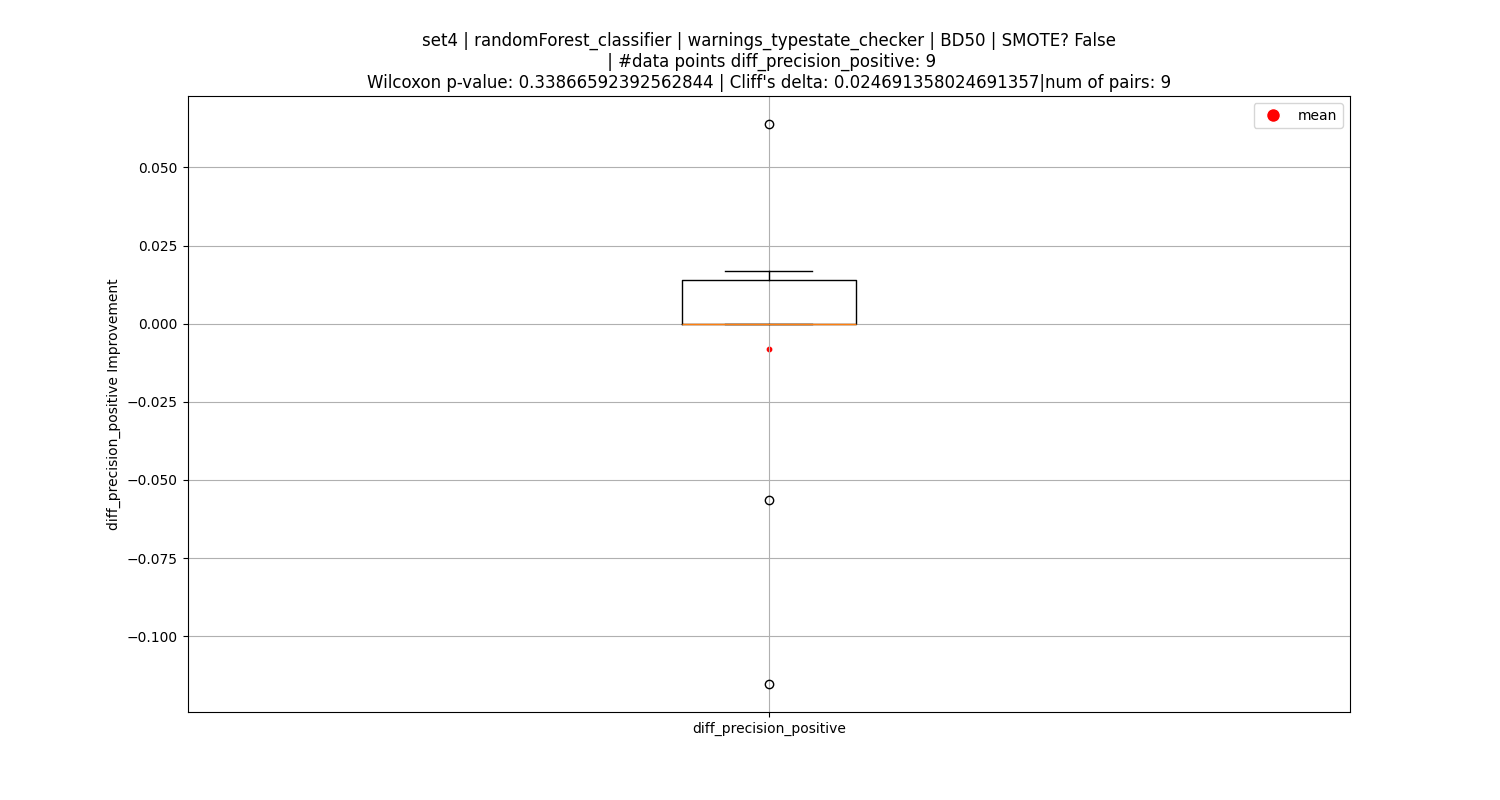 set4 | randomForest_classifier | warnings_typestate_checker | BD50 | SMOTE? False
| #data points diff_precision_positive: 9
Wilcoxon p-value: 0.33866592392562844 | Cliff's delta: 0.024691358024691357|num of pairs: 9
mean
0.050
0.025
0.000
−0.025
−0.050
−0.075
−0.100
diff_precision_positive Improvement
diff_precision_positive